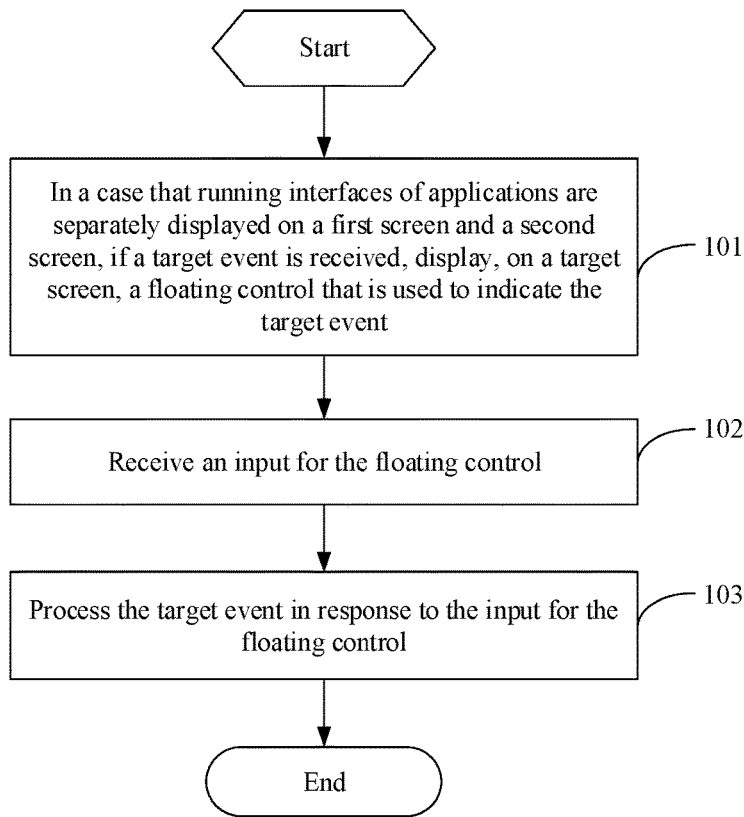 Start
In a case that running interfaces of applications are
separately displayed on a first screen and a second
screen, if a target event is received, display, on a target
screen, a floating control that is used to indicate the
target event
101
Receive an input for the floating control
102
Process the target event in response to the input for the
floating control
103
End